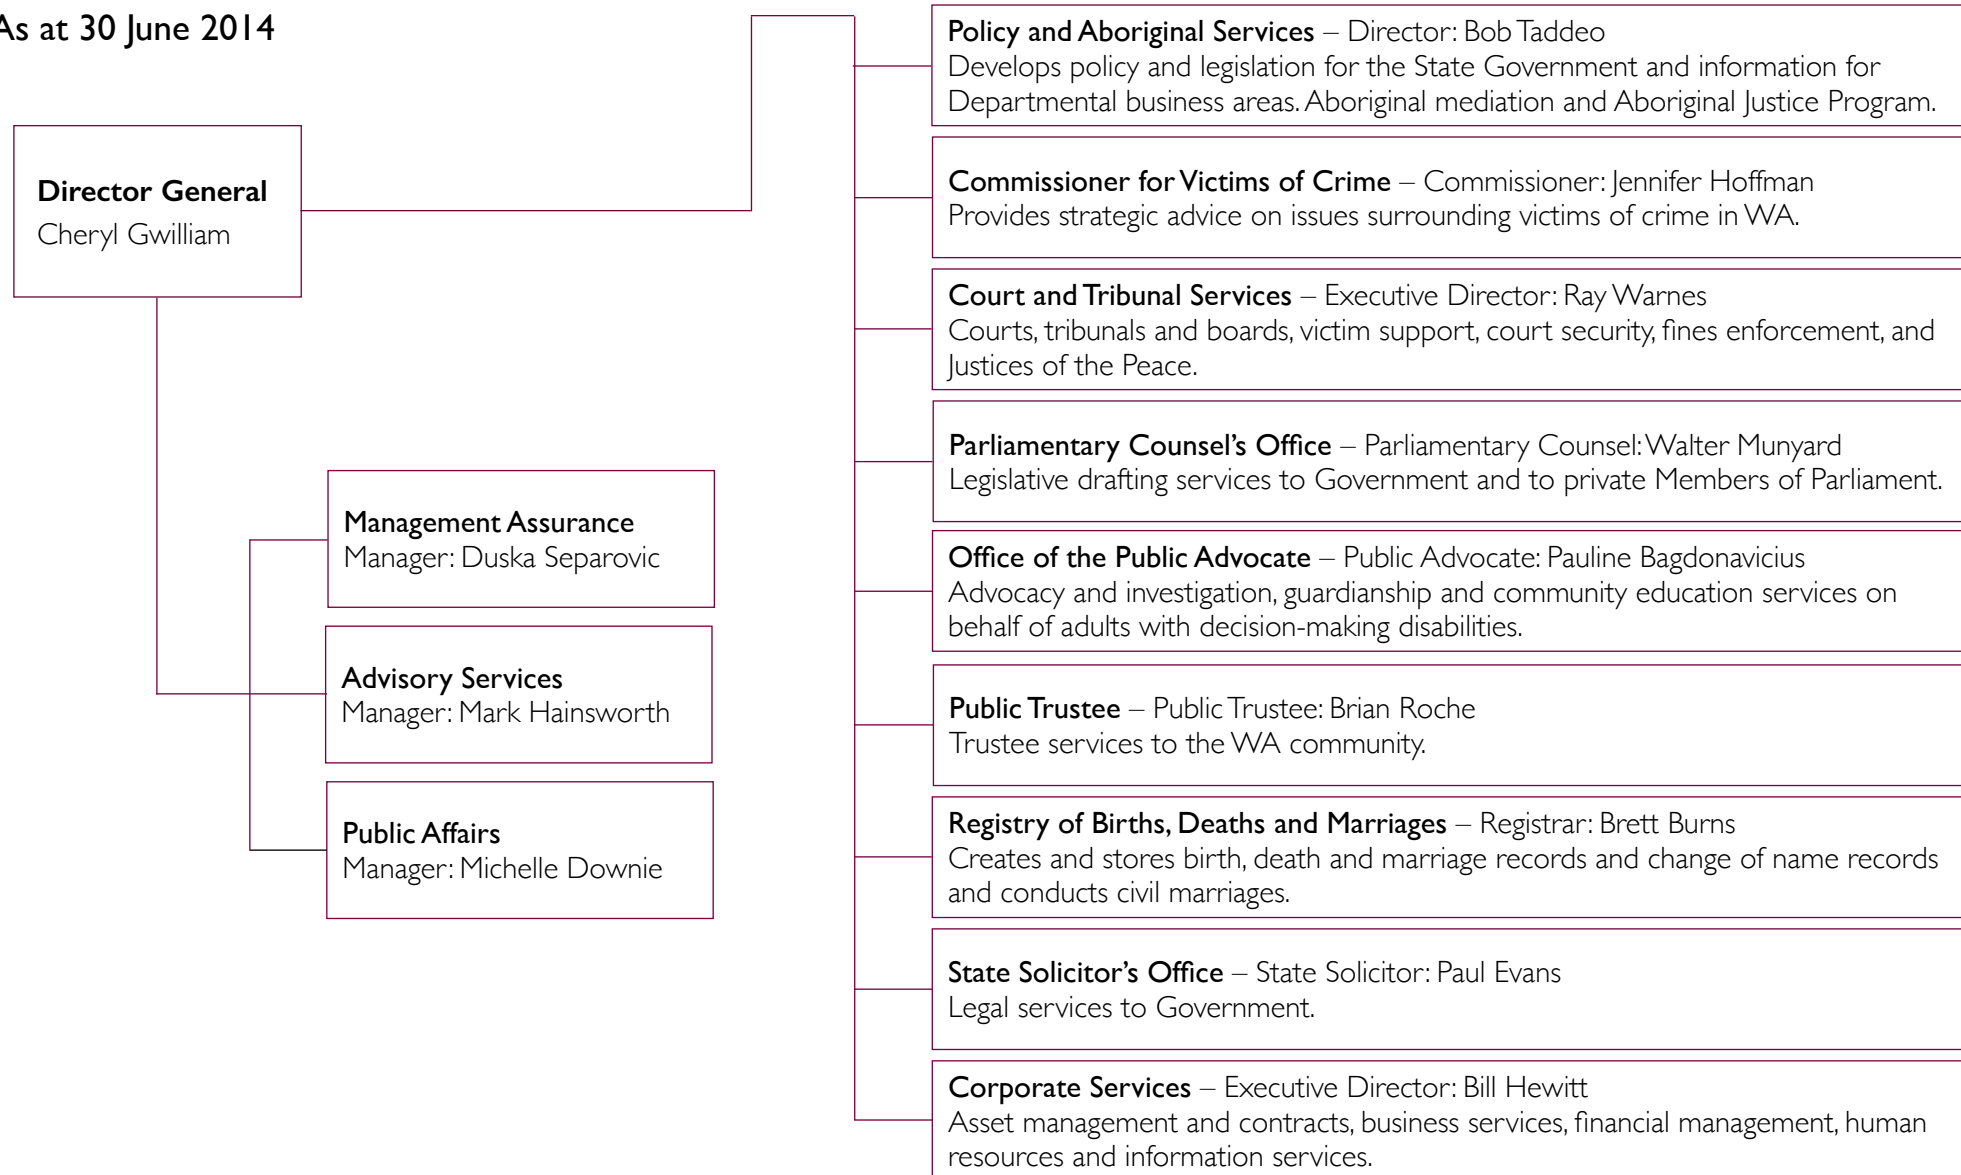 As at 30 June 2014
Director General
Cheryl Gwilliam
Management Assurance
Manager: Duska Separovic
Advisory Services
Manager: Mark Hainsworth
Public Affairs
Manager: Michelle Downie
Policy and Aboriginal Services – Director: Bob Taddeo
Develops policy and legislation for the State Government and information for
Departmental business areas. Aboriginal mediation and Aboriginal Justice Program.
Commissioner for Victims of Crime – Commissioner: Jennifer Hoffman
Provides strategic advice on issues surrounding victims of crime in WA.
Court and Tribunal Services – Executive Director: Ray Warnes
Courts, tribunals and boards, victim support, court security, fines enforcement, and
Justices of the Peace.
Parliamentary Counsel’s Office – Parliamentary Counsel: Walter Munyard
Legislative drafting services to Government and to private Members of Parliament.
Office of the Public Advocate – Public Advocate: Pauline Bagdonavicius
Advocacy and investigation, guardianship and community education services on
behalf of adults with decision-making disabilities.
Public Trustee – Public Trustee: Brian Roche
Trustee services to the WA community.
Registry of Births, Deaths and Marriages – Registrar: Brett Burns
Creates and stores birth, death and marriage records and change of name records
and conducts civil marriages.
State Solicitor’s Office – State Solicitor: Paul Evans
Legal services to Government.
Corporate Services – Executive Director: Bill Hewitt
Asset management and contracts, business services, financial management, human
resources and information services.